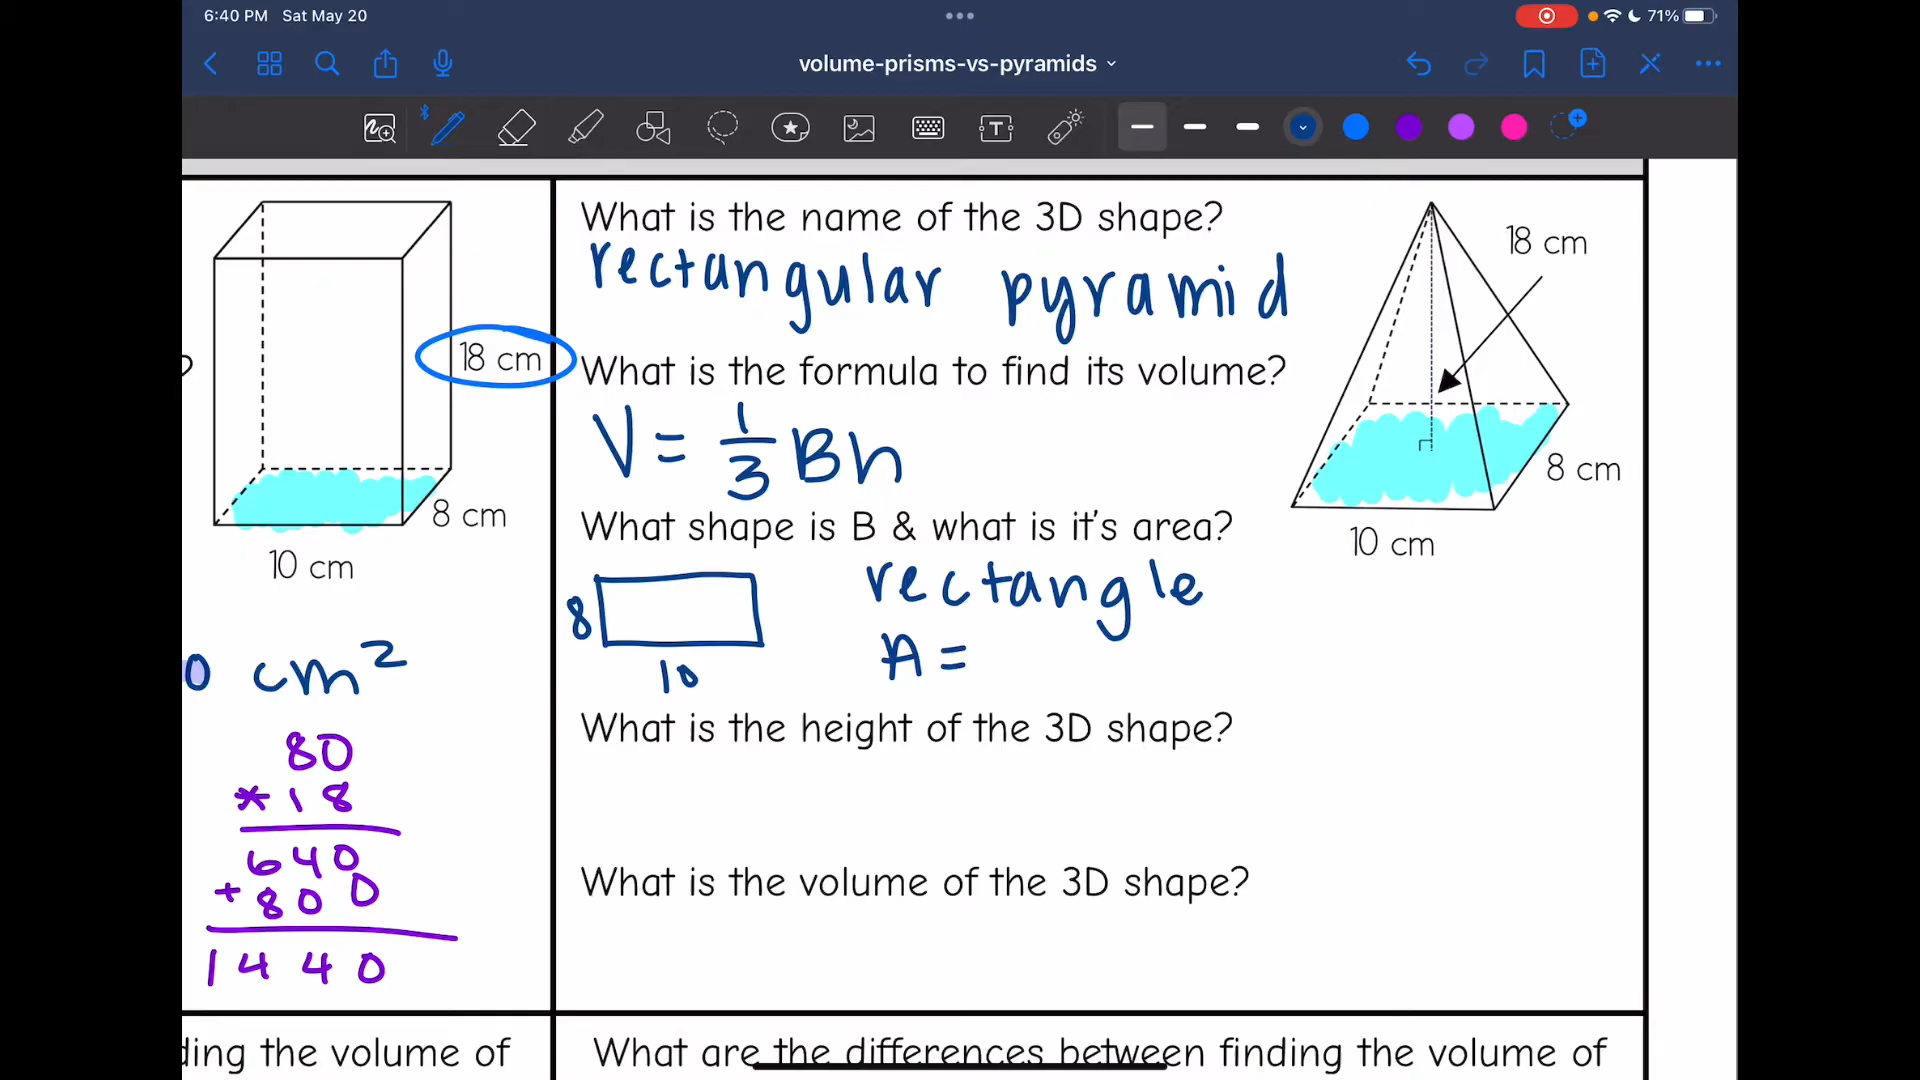 6:40 PM Sat May 20
71%
volume-prisms-vs-pyramids
T
18 cm
8 cm
10 cm
0 cm²
80
* 18
640
+ 800
1440
ding the volume of
What is the name of the 3D shape?
rectangular pyramid
What is the formula to find its volume?
V = 1/3 Bh
What shape is B & what is it's area?
8
10
rectangle
A =
What is the height of the 3D shape?
What is the volume of the 3D shape?
18 cm
8 cm
10 cm
What are the differences between finding the volume of